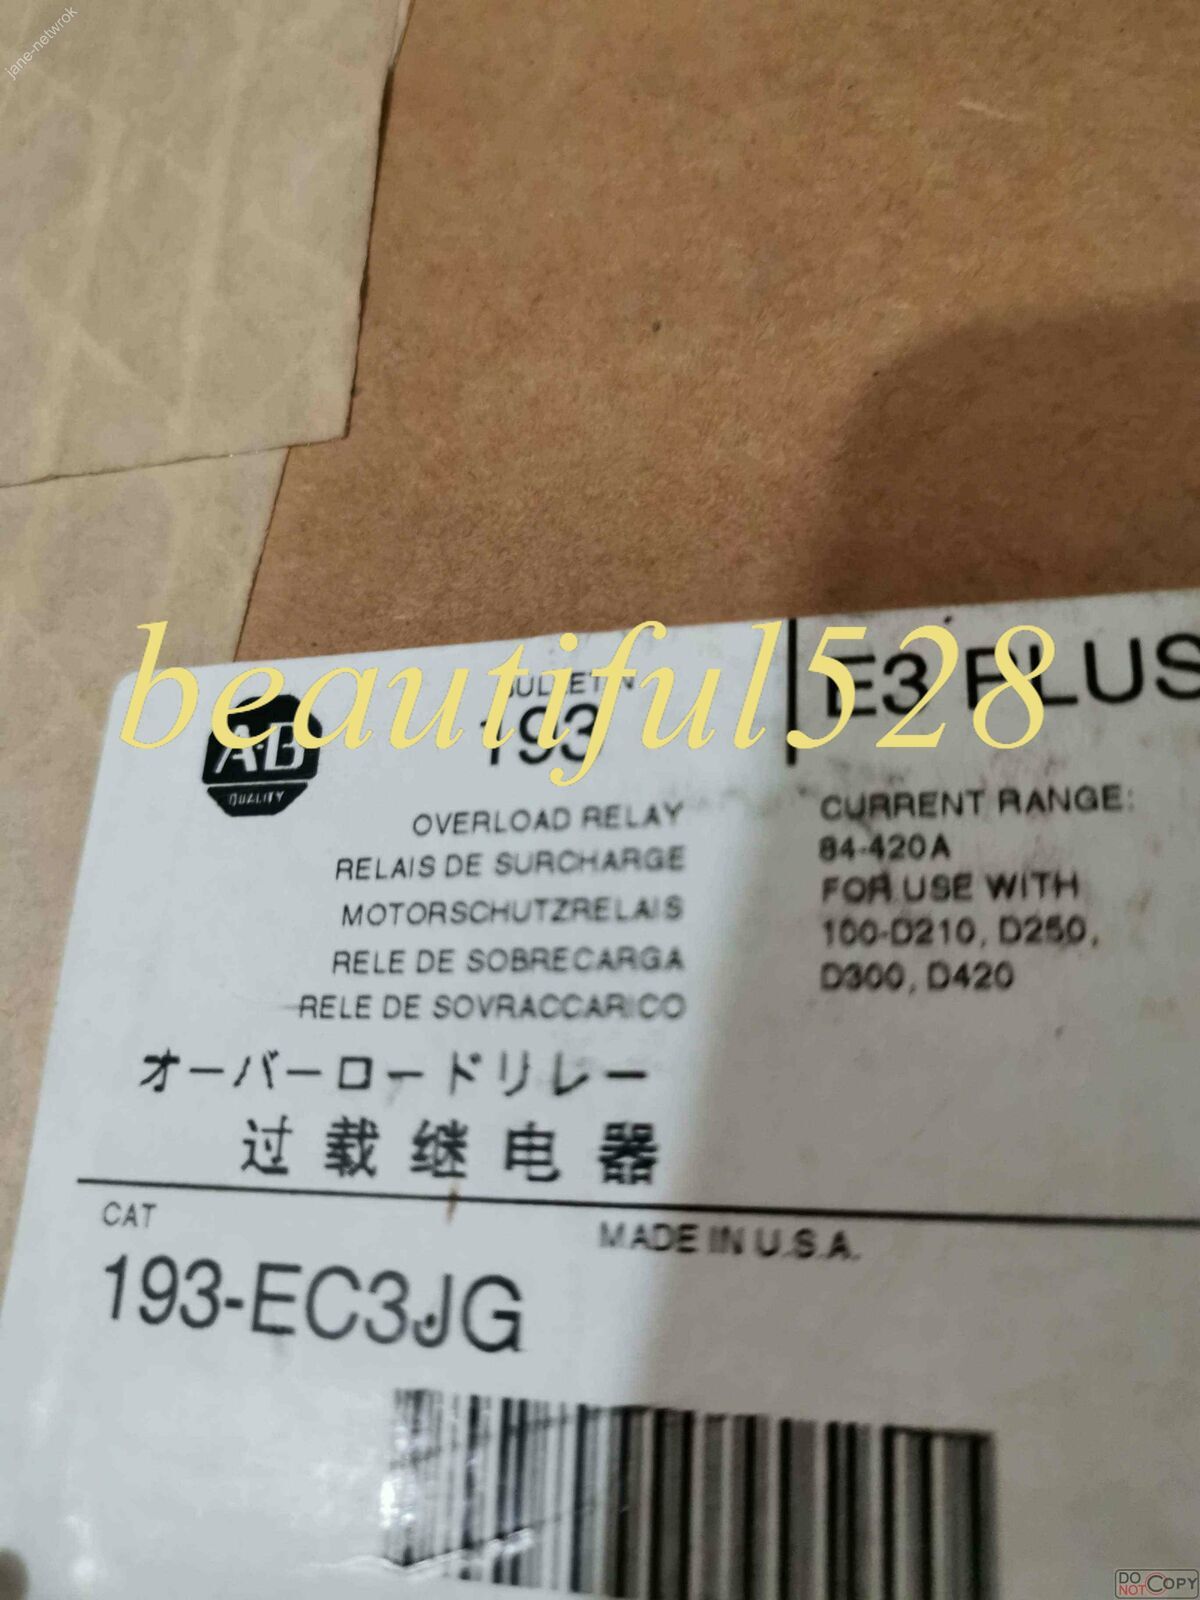 jane-netwrok
beautiful528
A-B
QUALITY
BULLETIN
193
E3 PLUS
OVERLOAD RELAY
RELAIS DE SURCHARGE
MOTORSCHUTZRELAIS
RELE DE SOBRECARGA
RELE DE SOVRACCARICO
オーバーロードリレー
过载继电器
CURRENT RANGE:
84-420A
FOR USE WITH
100-D210, D250,
D300, D420
CAT
MADE IN U.S.A.
193-EC3JG
DO NOT COPY